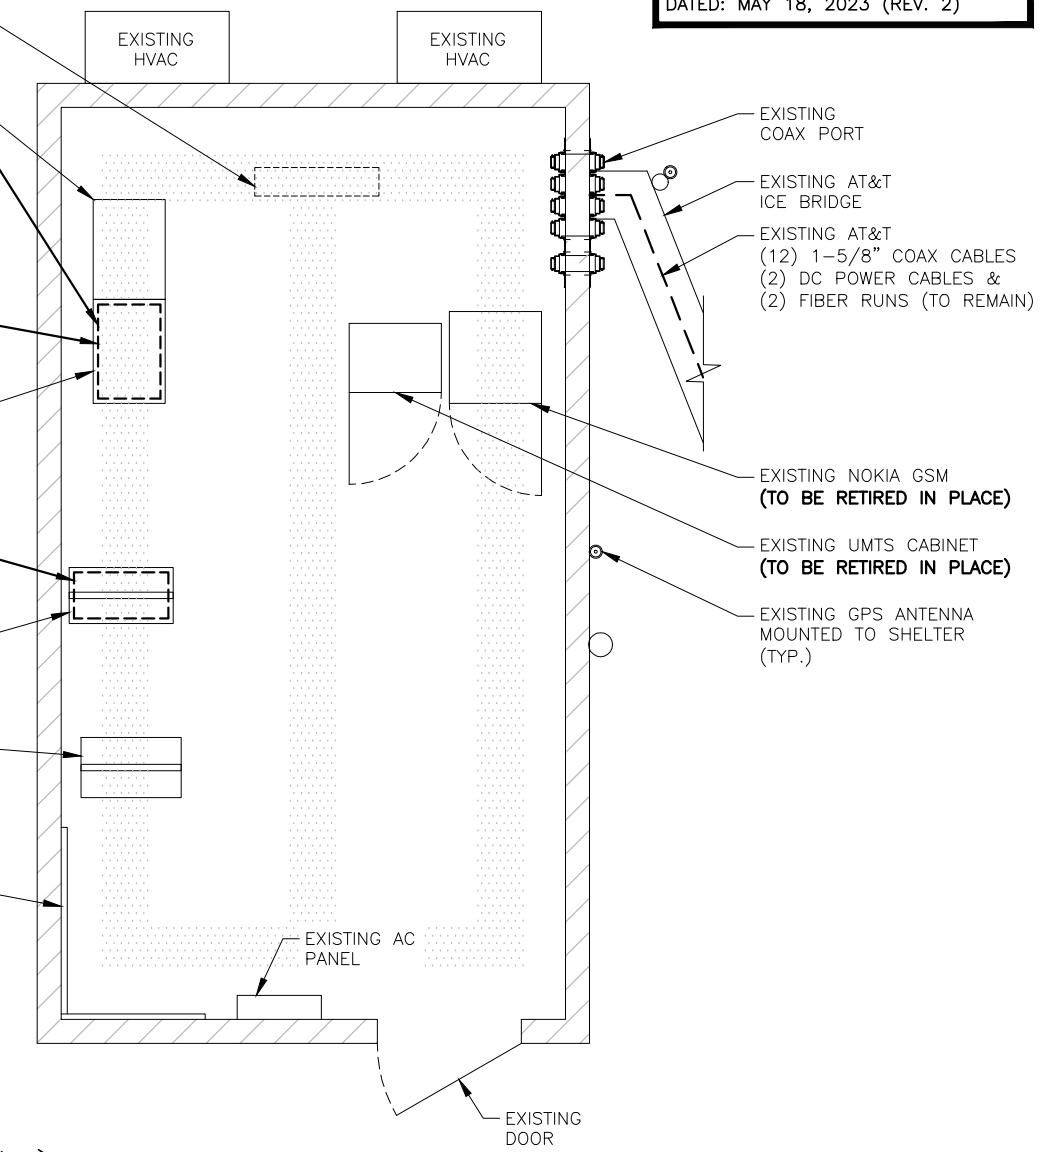 DATED: MAY 18, 2023 (REV. 2)
EXISTING
HVAC
EXISTING
HVAC
EXISTING
COAX PORT
EXISTING AT&T
ICE BRIDGE
EXISTING AT&T
(12) 1-5/8" COAX CABLES
(2) DC POWER CABLES &
(2) FIBER RUNS (TO REMAIN)
EXISTING NOKIA GSM
(TO BE RETIRED IN PLACE)
EXISTING UMTS CABINET
(TO BE RETIRED IN PLACE)
EXISTING GPS ANTENNA
MOUNTED TO SHELTER
(TYP.)
EXISTING AC
PANEL
EXISTING
DOOR